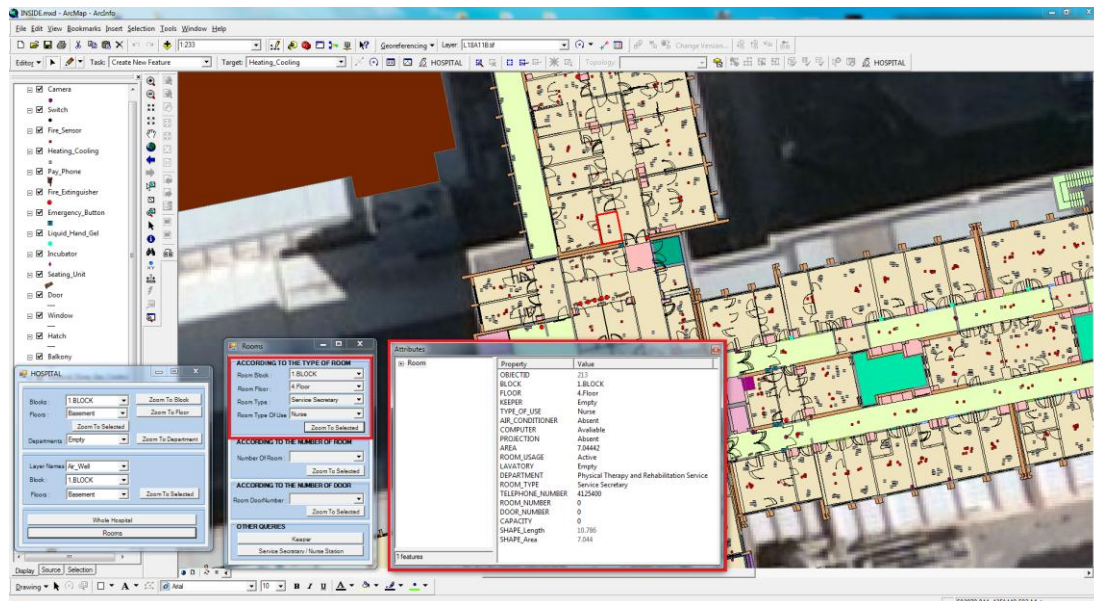 INSIDE.mxd - ArcMap - ArcInfo
File Edit View Bookmarks Insert Selection Tools Window Help
1:233
Georeferencing
Layer:
Change Version...
Editor
Task: Create New Feature
Target: Heating_Cooling
HOSPITAL
Topology:
HOSPITAL
Camera
Switch
Fire_Sensor
Heating_Cooling
Pay_Phone
Fire_Extinguisher
Emergency_Button
Liquid_Hand_Gel
Incubator
Seating_Unit
Door
Window
Hatch
Balkony
HOSPITAL
Blocks : 1.BLOCK Zoom To Block
Floors : Basement Zoom To Floor
Zoom To Selected
Departments Empty Zoom To Department
Layer Names Air_Well
Block : 1.BLOCK
Floors : Basement Zoom To Selected
Whole Hospital
Rooms
Display Source Selection
Rooms
ACCORDING TO THE TYPE OF ROOM
Room Block : 1.BLOCK
Room Floor : 4.Floor
Room Type : Service Secretary
Room Type Of Use Nurse
Zoom To Selected
ACCORDING TO THE NUMBER OF ROOM
Number Of Room :
Zoom To Selected
ACCORDING TO THE NUMBER OF DOOR
Room DoorNumber :
Zoom To Selected
OTHER QUERIES
Keeper
Service Secretary / Nurse Station
Attributes
Room
Property Value
OBJECTID 213
BLOCK 1.BLOCK
FLOOR 4.Floor
KEEPER Empty
TYPE_OF_USE Nurse
AIR_CONDITIONER Absent
COMPUTER Avaliable
PROJECTION Absent
AREA 7.04442
ROOM_USAGE Active
LAVATORY Empty
DEPARTMENT Physical Therapy and Rehabilitation Service
ROOM_TYPE Service Secretary
TELEPHONE_NUMBER 4125400
ROOM_NUMBER 0
DOOR_NUMBER 0
CAPACITY 0
SHAPE_Length 10.786
SHAPE_Area 7.044
1 features
Drawing A Arial 10 B I U A